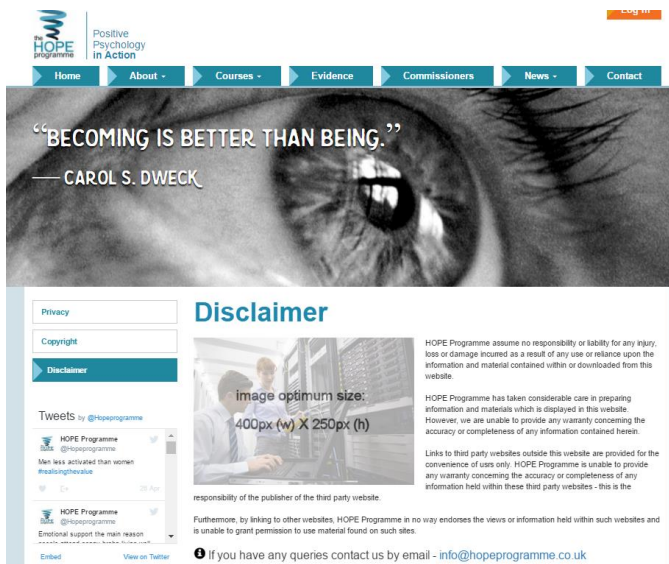 Log In
the
HOPE
programme
Positive
Psychology
in Action
Home
About
Courses
Evidence
Commissioners
News
Contact
“BECOMING IS BETTER THAN BEING.”
— CAROL S. DWECK
Privacy
Copyright
Disclaimer
Tweets by @Hopeprogramme
HOPE Programme
@Hopeprogramme
Men less activated than women
#realisingthevalue
28 Apr
HOPE Programme
@Hopeprogramme
Emotional support the main reason
Embed
View on Twitter
Disclaimer
image optimum size:
400px (w) X 250px (h)
HOPE Programme assume no responsibility or liability for any injury,
loss or damage incurred as a result of any use or reliance upon the
information and material contained within or downloaded from this
website.
HOPE Programme has taken considerable care in preparing
information and materials which is displayed in this website.
However, we are unable to provide any warranty concerning the
accuracy or completeness of any information contained herein.
Links to third party websites outside this website are provided for the
convenience of usrs only. HOPE Programme is unable to provide
any warranty concerning the accuracy or completeness of any
information held within these third party websites - this is the
responsibility of the publisher of the third party website.
Furthermore, by linking to other websites, HOPE Programme in no way endorses the views or information held within such websites and
is unable to grant permission to use material found on such sites.
If you have any queries contact us by email - info@hopeprogramme.co.uk